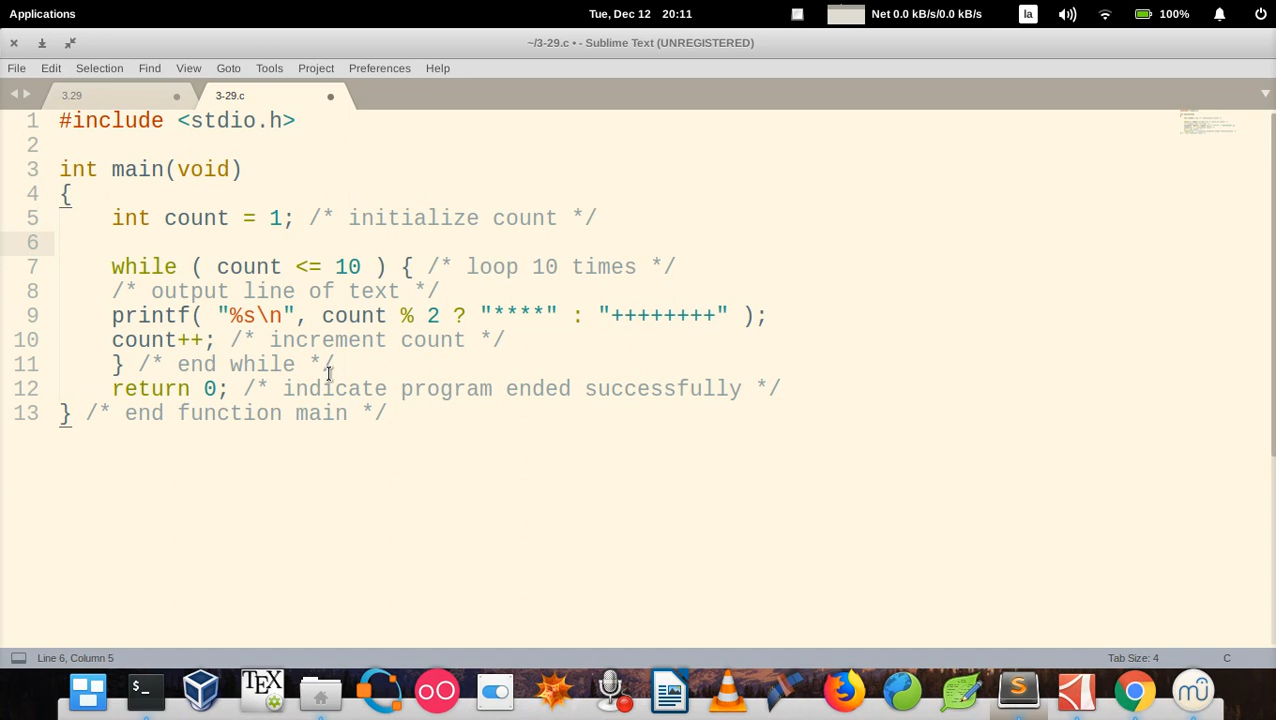 Applications Tue, Dec 12 20:11 Net 0.0 kB/s/0.0 kB/s la 100%
~/3-29.c • - Sublime Text (UNREGISTERED)
File Edit Selection Find View Goto Tools Project Preferences Help
3.29 3-29.c
1 #include <stdio.h>
2
3 int main(void)
4 {
5 int count = 1; /* initialize count */
6
7 while ( count <= 10 ) { /* loop 10 times */
8 /* output line of text */
9 printf( "%s\n", count % 2 ? "****" : "++++++++" );
10 count++; /* increment count */
11 } /* end while */
12 return 0; /* indicate program ended successfully */
13 } /* end function main */
Line 6, Column 5 Tab Size: 4 C
>_ TEX S mu